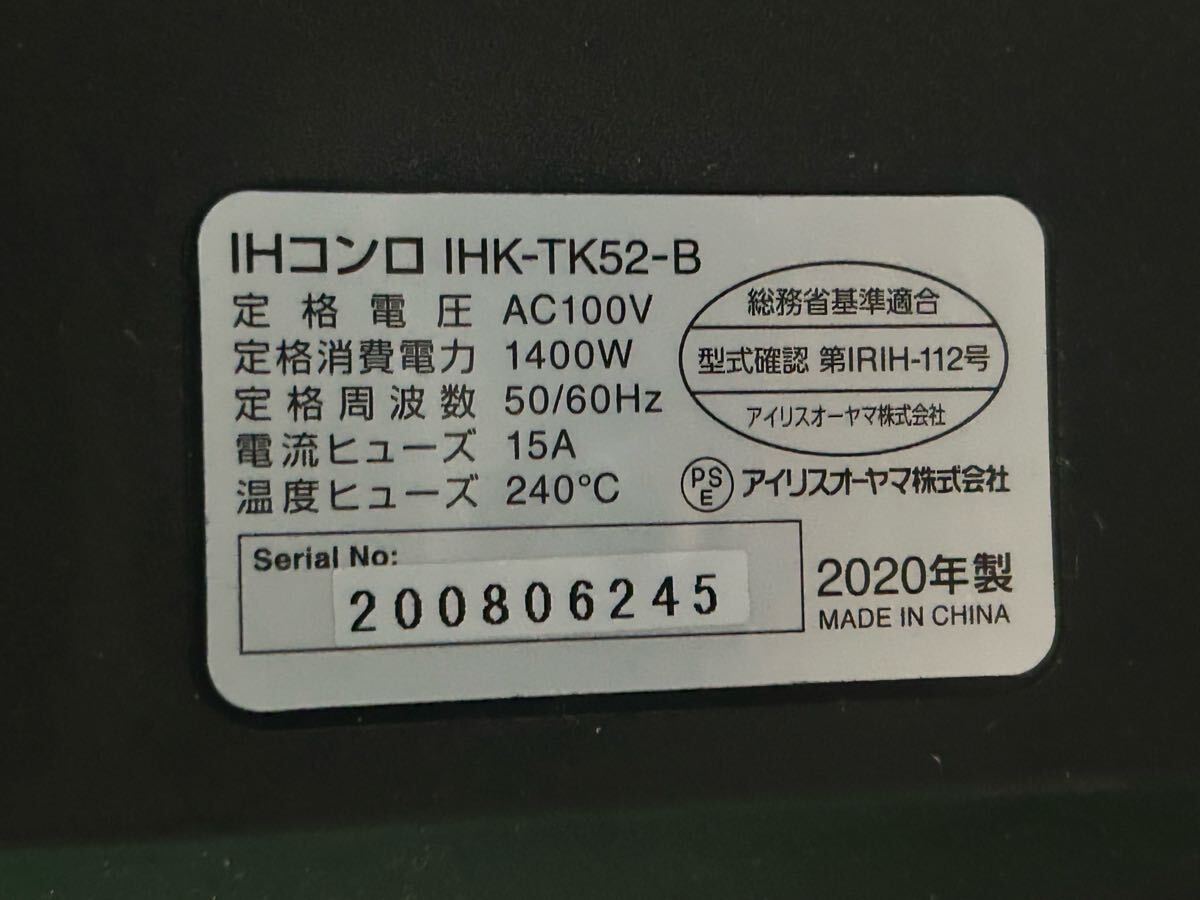 IHコンロ IHK-TK52-B
定格電圧 AC100V
定格消費電力 1400W
定格周波数 50/60Hz
電流ヒューズ 15A
温度ヒューズ 240℃
総務省基準適合
型式確認 第IRIH-112号
アイリスオーヤマ株式会社
PSE アイリスオーヤマ株式会社
Serial No:
200806245
2020年製
MADE IN CHINA